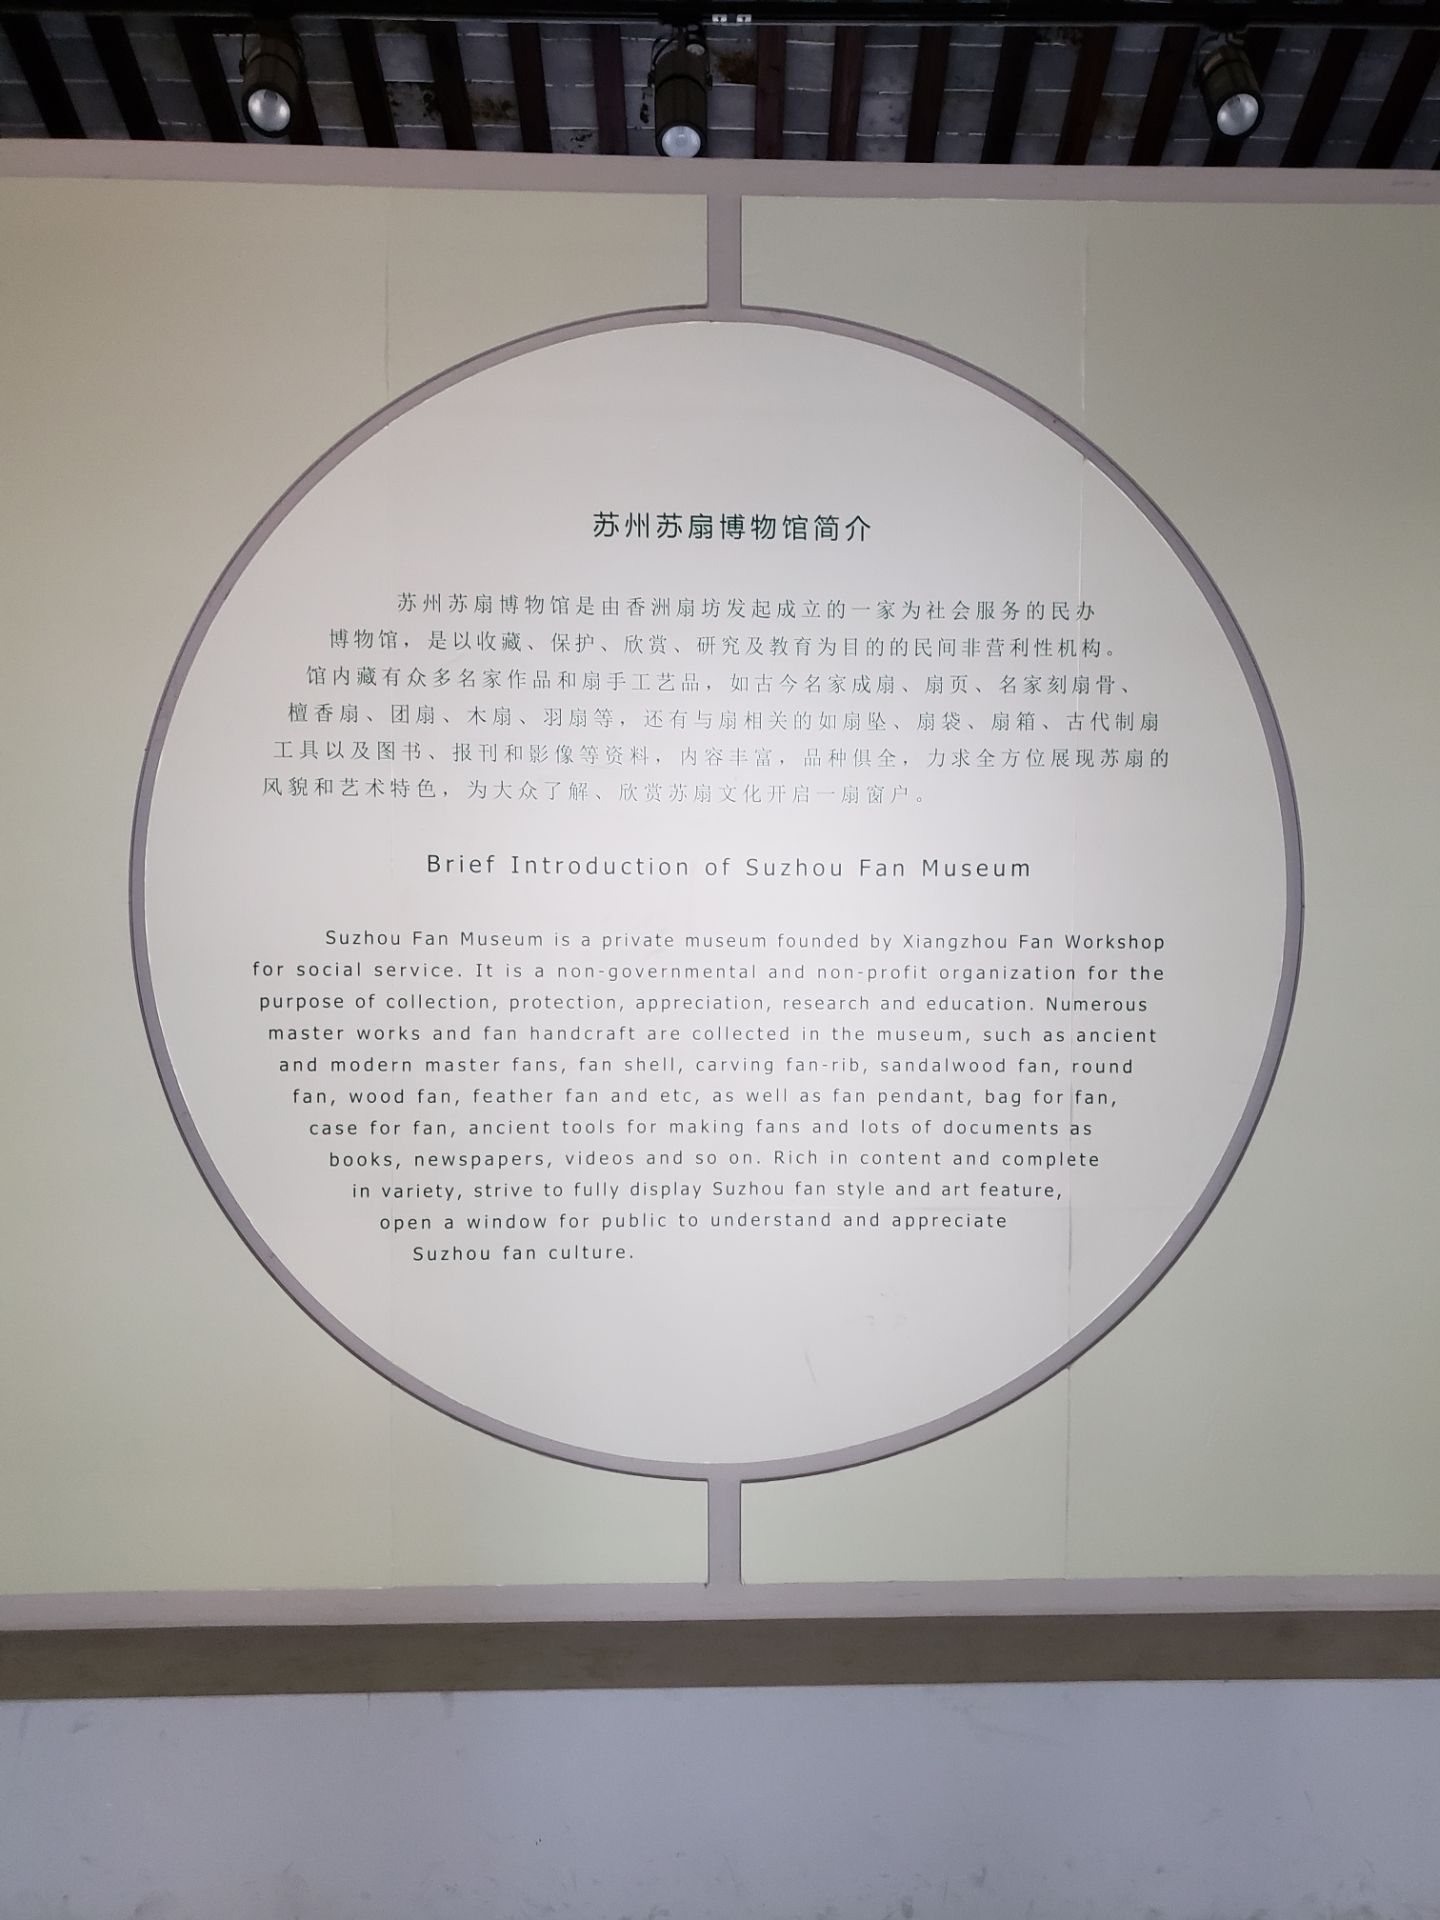 苏州苏扇博物馆简介
苏州苏扇博物馆是由香洲扇坊发起成立的一家为社会服务的民办
博物馆，是以收藏、保护、欣赏、研究及教育为目的的民间非营利性机构。
馆内藏有众多名家作品和扇手工艺品，如古今名家成扇、扇页、名家刻扇骨、
檀香扇、团扇、木扇、羽扇等，还有与扇相关的如扇坠、扇袋、扇箱、古代制扇
工具以及图书、报刊和影像等资料，内容丰富，品种俱全，力求全方位展现苏扇的
风貌和艺术特色，为大众了解、欣赏苏扇文化开启一扇窗户。
Brief Introduction of Suzhou Fan Museum
Suzhou Fan Museum is a private museum founded by Xiangzhou Fan Workshop
for social service. It is a non-governmental and non-profit organization for the
purpose of collection, protection, appreciation, research and education. Numerous
master works and fan handcraft are collected in the museum, such as ancient
and modern master fans, fan shell, carving fan-rib, sandalwood fan, round
fan, wood fan, feather fan and etc, as well as fan pendant, bag for fan,
case for fan, ancient tools for making fans and lots of documents as
books, newspapers, videos and so on. Rich in content and complete
in variety, strive to fully display Suzhou fan style and art feature,
open a window for public to understand and appreciate
Suzhou fan culture.